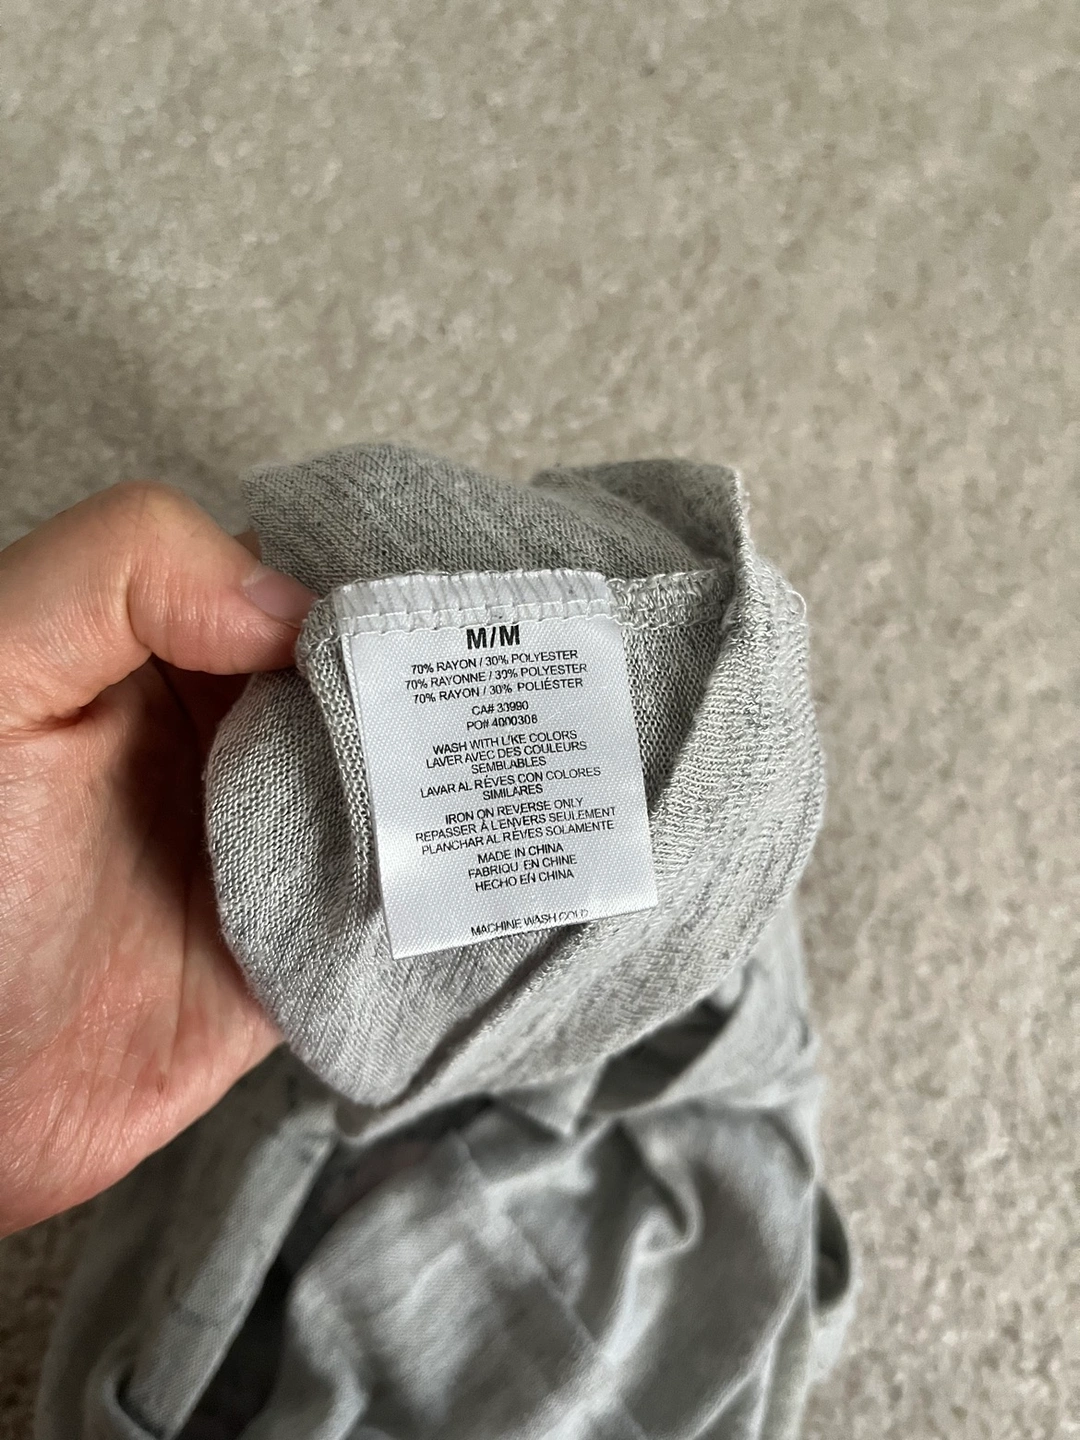 M/M
70% RAYON / 30% POLYESTER
70% RAYONNE / 30% POLYESTER
70% RAYON / 30% POLIÉSTER
CA# 33990
PO# 4000308
WASH WITH LIKE COLORS
LAVER AVEC DES COULEURS
SEMBLABLES
LAVAR AL RÉVES CON COLORES
SIMILARES
IRON ON REVERSE ONLY
REPASSER À L'ENVERS SEULEMENT
PLANCHAR AL RÉVES SOLAMENTE
MADE IN CHINA
FABRIQU EN CHINE
HECHO EN CHINA
MACHINE WASH COLD